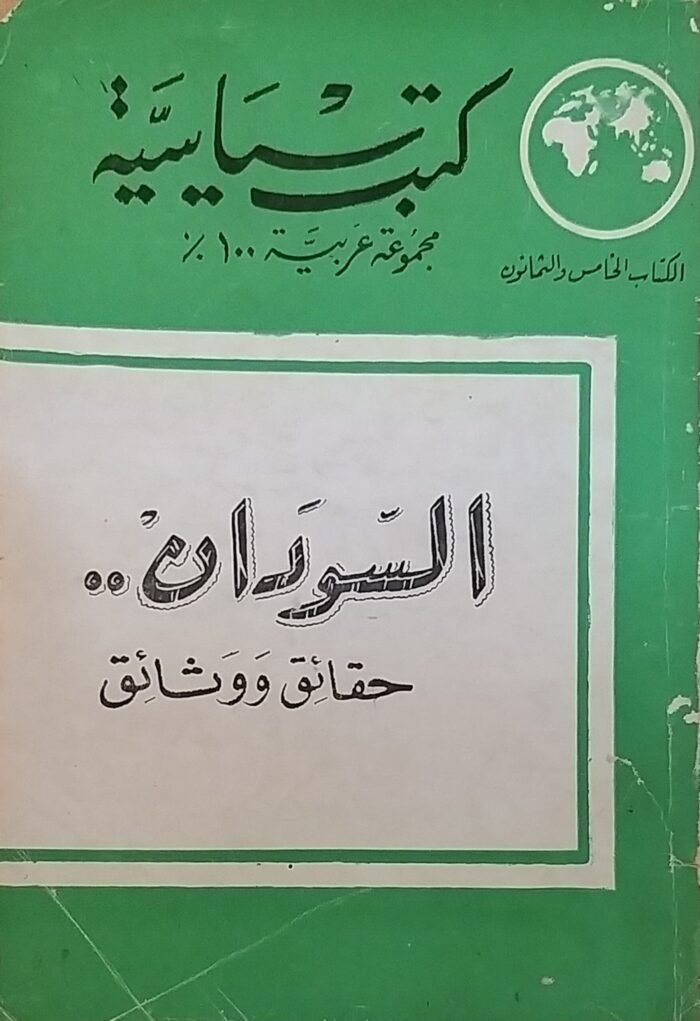 كتب سياسية
مجموعة عربية ١٠٠ ٪
الكتاب الخامس والثمانون
السودان..
حقائق ووثائق